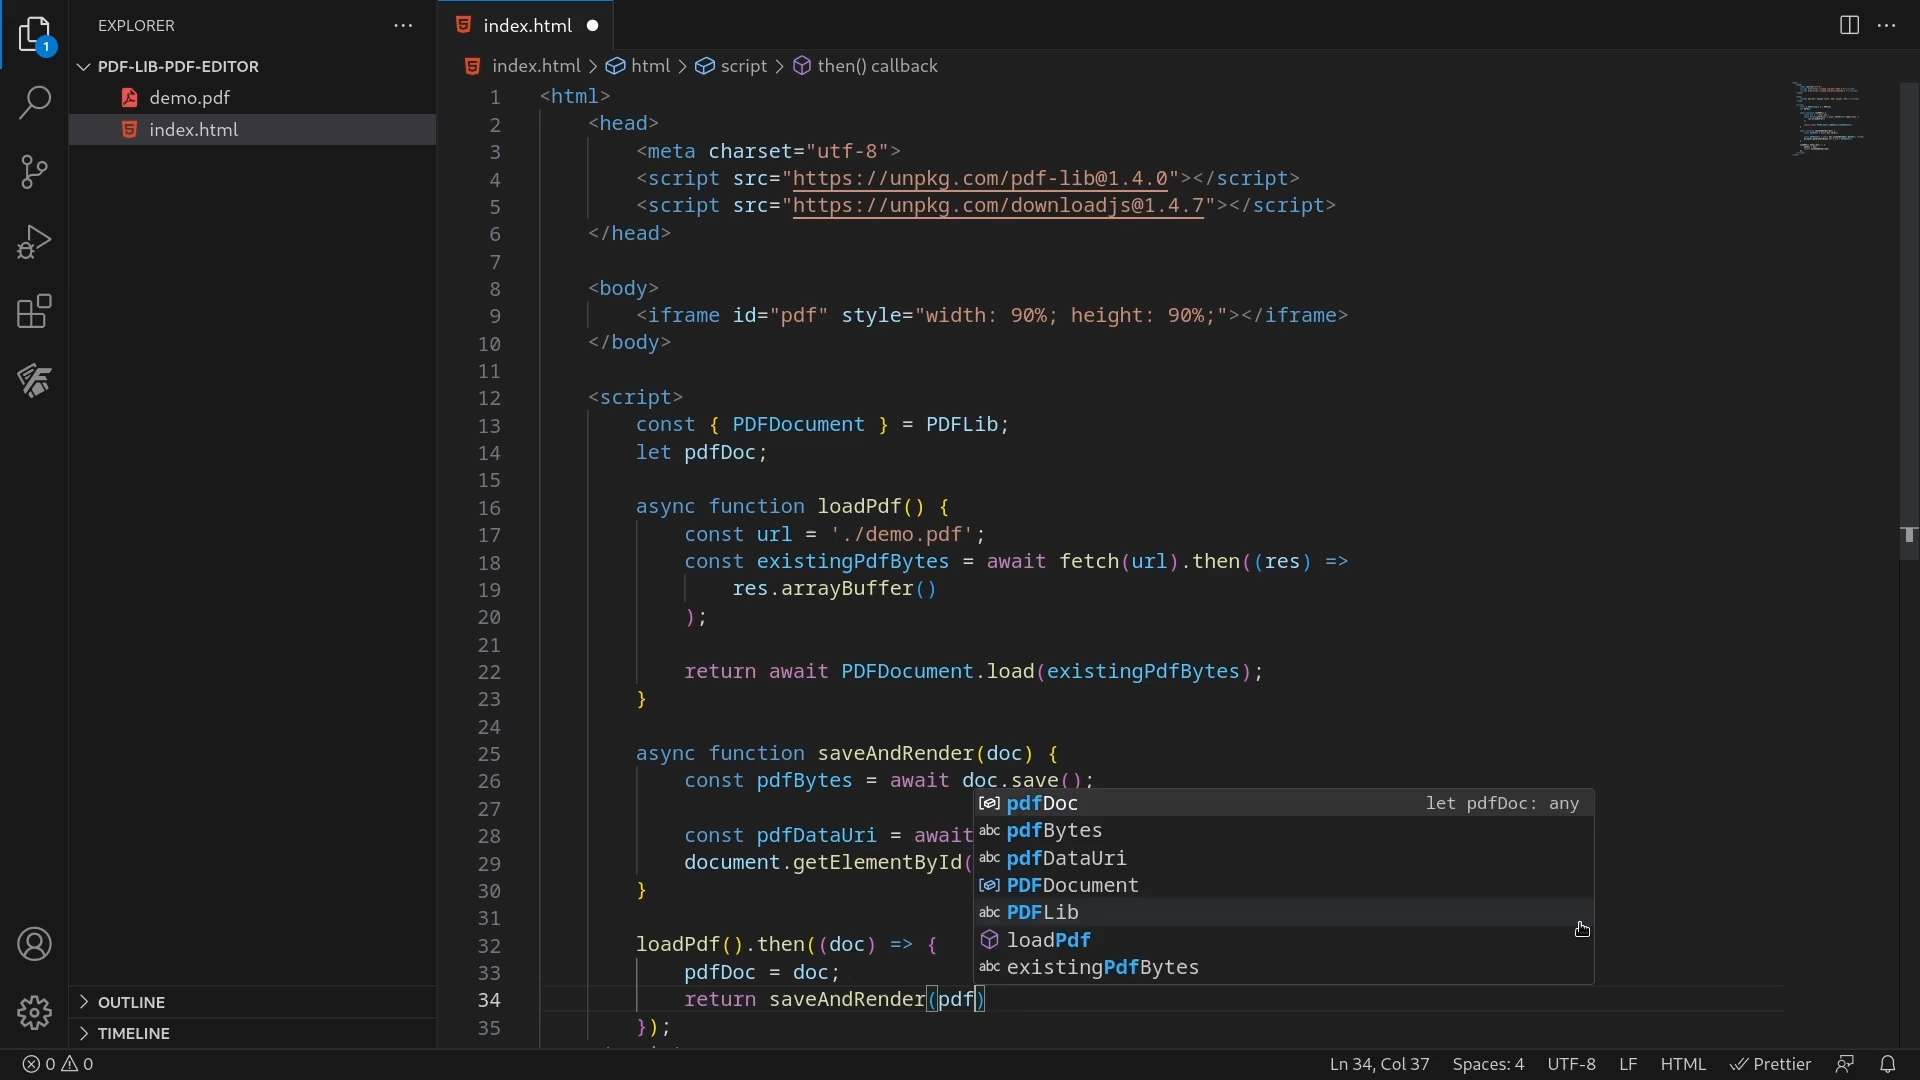 1
EXPLORER
PDF-LIB-PDF-EDITOR
demo.pdf
index.html
OUTLINE
TIMELINE
index.html
index.html > html > script > then() callback
1 <html>
2 <head>
3 <meta charset="utf-8">
4 <script src="https://unpkg.com/pdf-lib@1.4.0"></script>
5 <script src="https://unpkg.com/downloadjs@1.4.7"></script>
6 </head>
7
8 <body>
9 <iframe id="pdf" style="width: 90%; height: 90%;"></iframe>
10 </body>
11
12 <script>
13 const { PDFDocument } = PDFLib;
14 let pdfDoc;
15
16 async function loadPdf() {
17 const url = './demo.pdf';
18 const existingPdfBytes = await fetch(url).then((res) =>
19 res.arrayBuffer()
20 );
21
22 return await PDFDocument.load(existingPdfBytes);
23 }
24
25 async function saveAndRender(doc) {
26 const pdfBytes = await doc.save();
27
28 const pdfDataUri = await
29 document.getElementById(
30 }
31
32 loadPdf().then((doc) => {
33 pdfDoc = doc;
34 return saveAndRender(pdf)
35 });
pdfDoc let pdfDoc: any
abc pdfBytes
abc pdfDataUri
PDFDocument
abc PDFLib
loadPdf
abc existingPdfBytes
0 0
Ln 34, Col 37 Spaces: 4 UTF-8 LF HTML Prettier